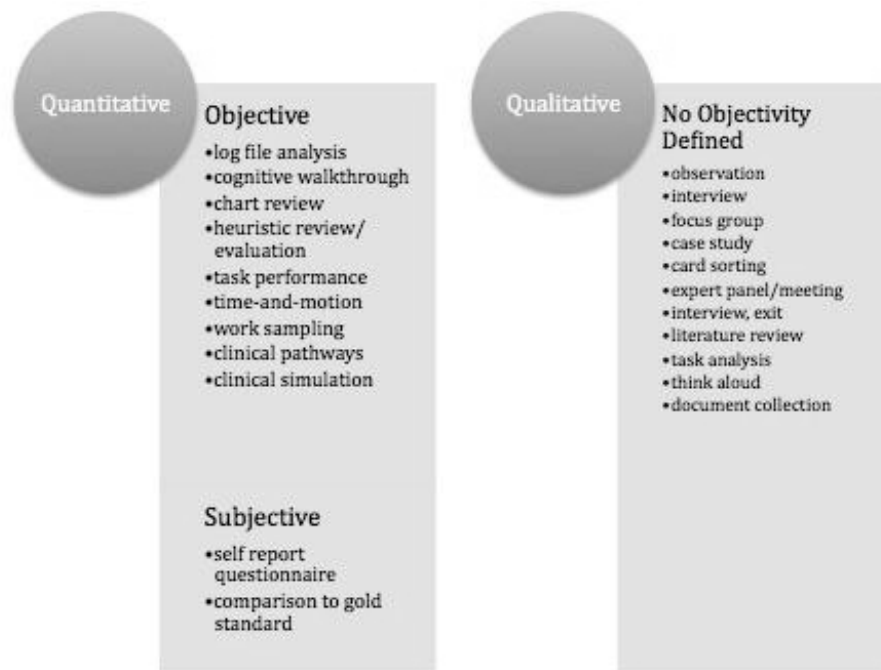 Quantitative
Objective
•log file analysis
•cognitive walkthrough
•chart review
•heuristic review/
evaluation
•task performance
•time-and-motion
•work sampling
•clinical pathways
•clinical simulation
Subjective
•self report
questionnaire
•comparison to gold
standard
Qualitative
No Objectivity
Defined
•observation
•interview
•focus group
•case study
•card sorting
•expert panel/meeting
•interview, exit
•literature review
•task analysis
•think aloud
•document collection